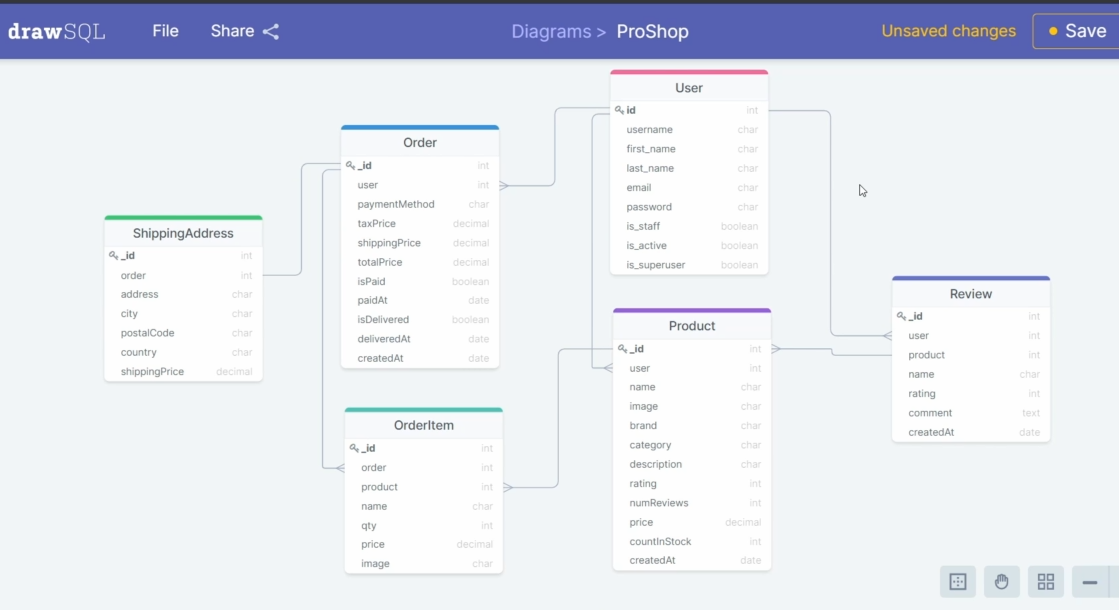 drawSQL File Share Diagrams > ProShop Unsaved changes Save
User
id int
username char
first_name char
last_name char
email char
password char
is_staff boolean
is_active boolean
is_superuser boolean
Order
_id int
user int
paymentMethod char
taxPrice decimal
shippingPrice decimal
totalPrice decimal
isPaid boolean
paidAt date
isDelivered boolean
deliveredAt date
createdAt date
ShippingAddress
_id int
order int
address char
city char
postalCode char
country char
shippingPrice decimal
Review
_id int
user int
product int
name char
rating int
comment text
createdAt date
Product
_id int
user int
name char
image char
brand char
category char
description char
rating int
numReviews int
price decimal
countInStock int
createdAt date
OrderItem
_id int
order int
product int
name char
qty int
price decimal
image char